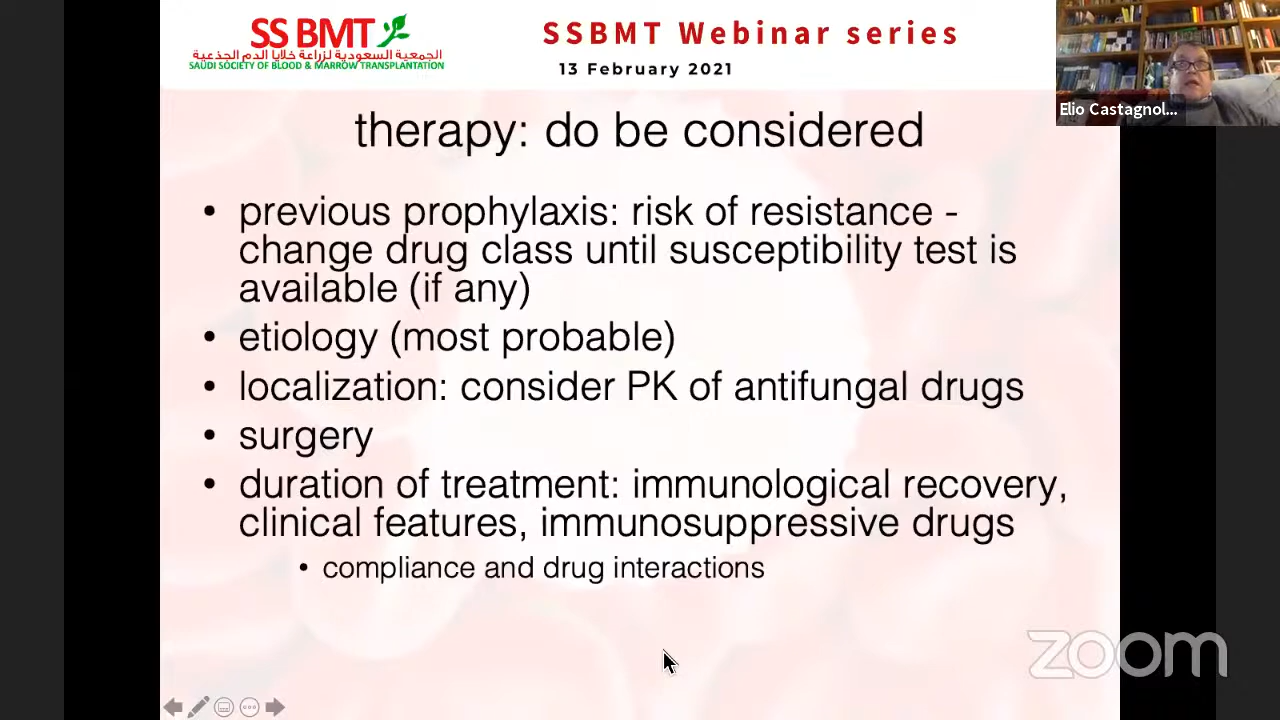 SS BMT
الجمعية السعودية لزراعة خلايا الدم الجذعية
SAUDI SOCIETY OF BLOOD & MARROW TRANSPLANTATION
SSBMT Webinar series
13 February 2021
Elio Castagnol...
therapy: do be considered
• previous prophylaxis: risk of resistance -
change drug class until susceptibility test is
available (if any)
• etiology (most probable)
• localization: consider PK of antifungal drugs
• surgery
• duration of treatment: immunological recovery,
clinical features, immunosuppressive drugs
• compliance and drug interactions
zoom